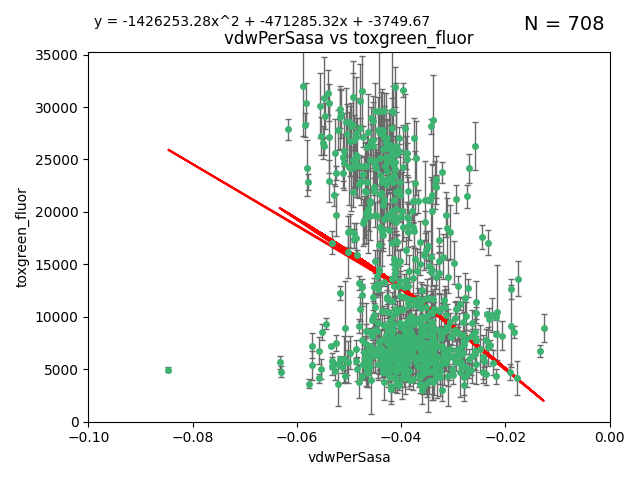 y = -1426253.28x^2 + -471285.32x + -3749.67
N = 708
vdwPerSasa vs toxgreen_fluor
35000
30000
25000
20000
15000
10000
5000
0
toxgreen_fluor
−0.10
−0.08
−0.06
−0.04
−0.02
0.00
vdwPerSasa